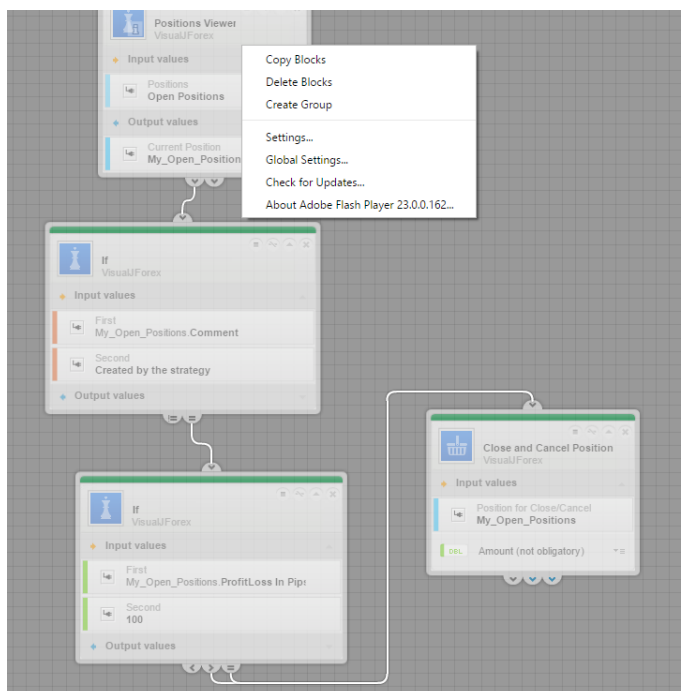 Positions Viewer
VisualJForex
Input values
Positions
Open Positions
Output values
Current Position
My_Open_Position
Copy Blocks
Delete Blocks
Create Group
Settings...
Global Settings...
Check for Updates...
About Adobe Flash Player 23.0.0.162...
If
VisualJForex
Input values
First
My_Open_Positions.Comment
Second
Created by the strategy
Output values
If
VisualJForex
Input values
First
My_Open_Positions.ProfitLoss In Pips
Second
100
Output values
Close and Cancel Position
VisualJForex
Input values
Position for Close/Cancel
My_Open_Positions
DBL Amount (not obligatory)